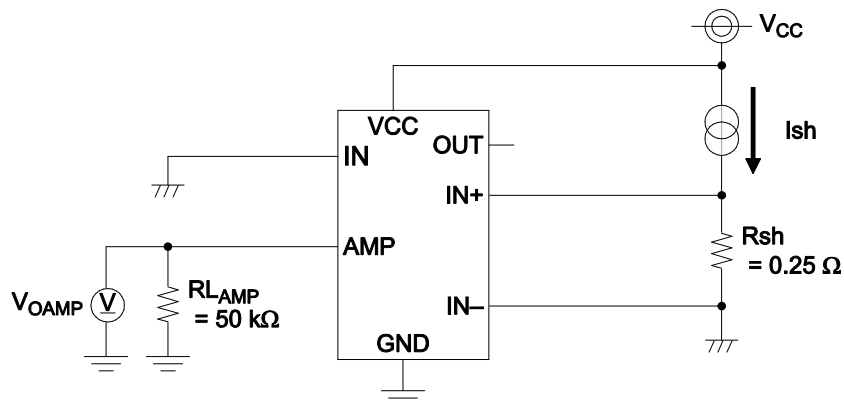 VCC
VCC
Ish
IN
OUT
IN+
AMP
Rsh
= 0.25 Ω
VOAMP
V
RLAMP
= 50 kΩ
IN–
GND